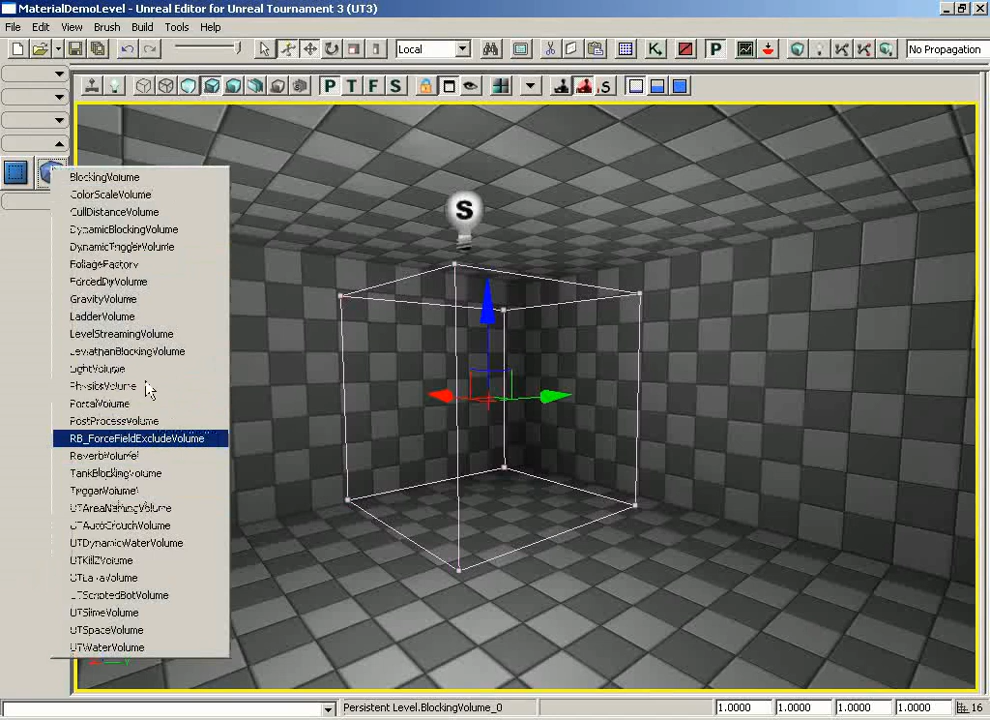 MaterialDemoLevel - Unreal Editor for Unreal Tournament 3 (UT3)
File Edit View Brush Build Tools Help
Local
P
No Propagation
P T F S
S
S
BlockingVolume
ColorScaleVolume
CullDistanceVolume
DynamicBlockingVolume
DynamicTriggerVolume
FoliageFactory
ForcedDirVolume
GravityVolume
LadderVolume
LevelStreamingVolume
LeviathanBlockingVolume
LightVolume
PhysicsVolume
PortalVolume
PostProcessVolume
RB_ForceFieldExcludeVolume
ReverbVolume
TankBlockingVolume
TriggerVolume
UTAreaNamingVolume
UTAutoCrouchVolume
UTDynamicWaterVolume
UTKillZVolume
UTLavaVolume
UTScriptedBotVolume
UTSlimeVolume
UTSpaceVolume
UTWaterVolume
Persistent Level.BlockingVolume_0
1.0000 1.0000 1.0000 1.0000 16